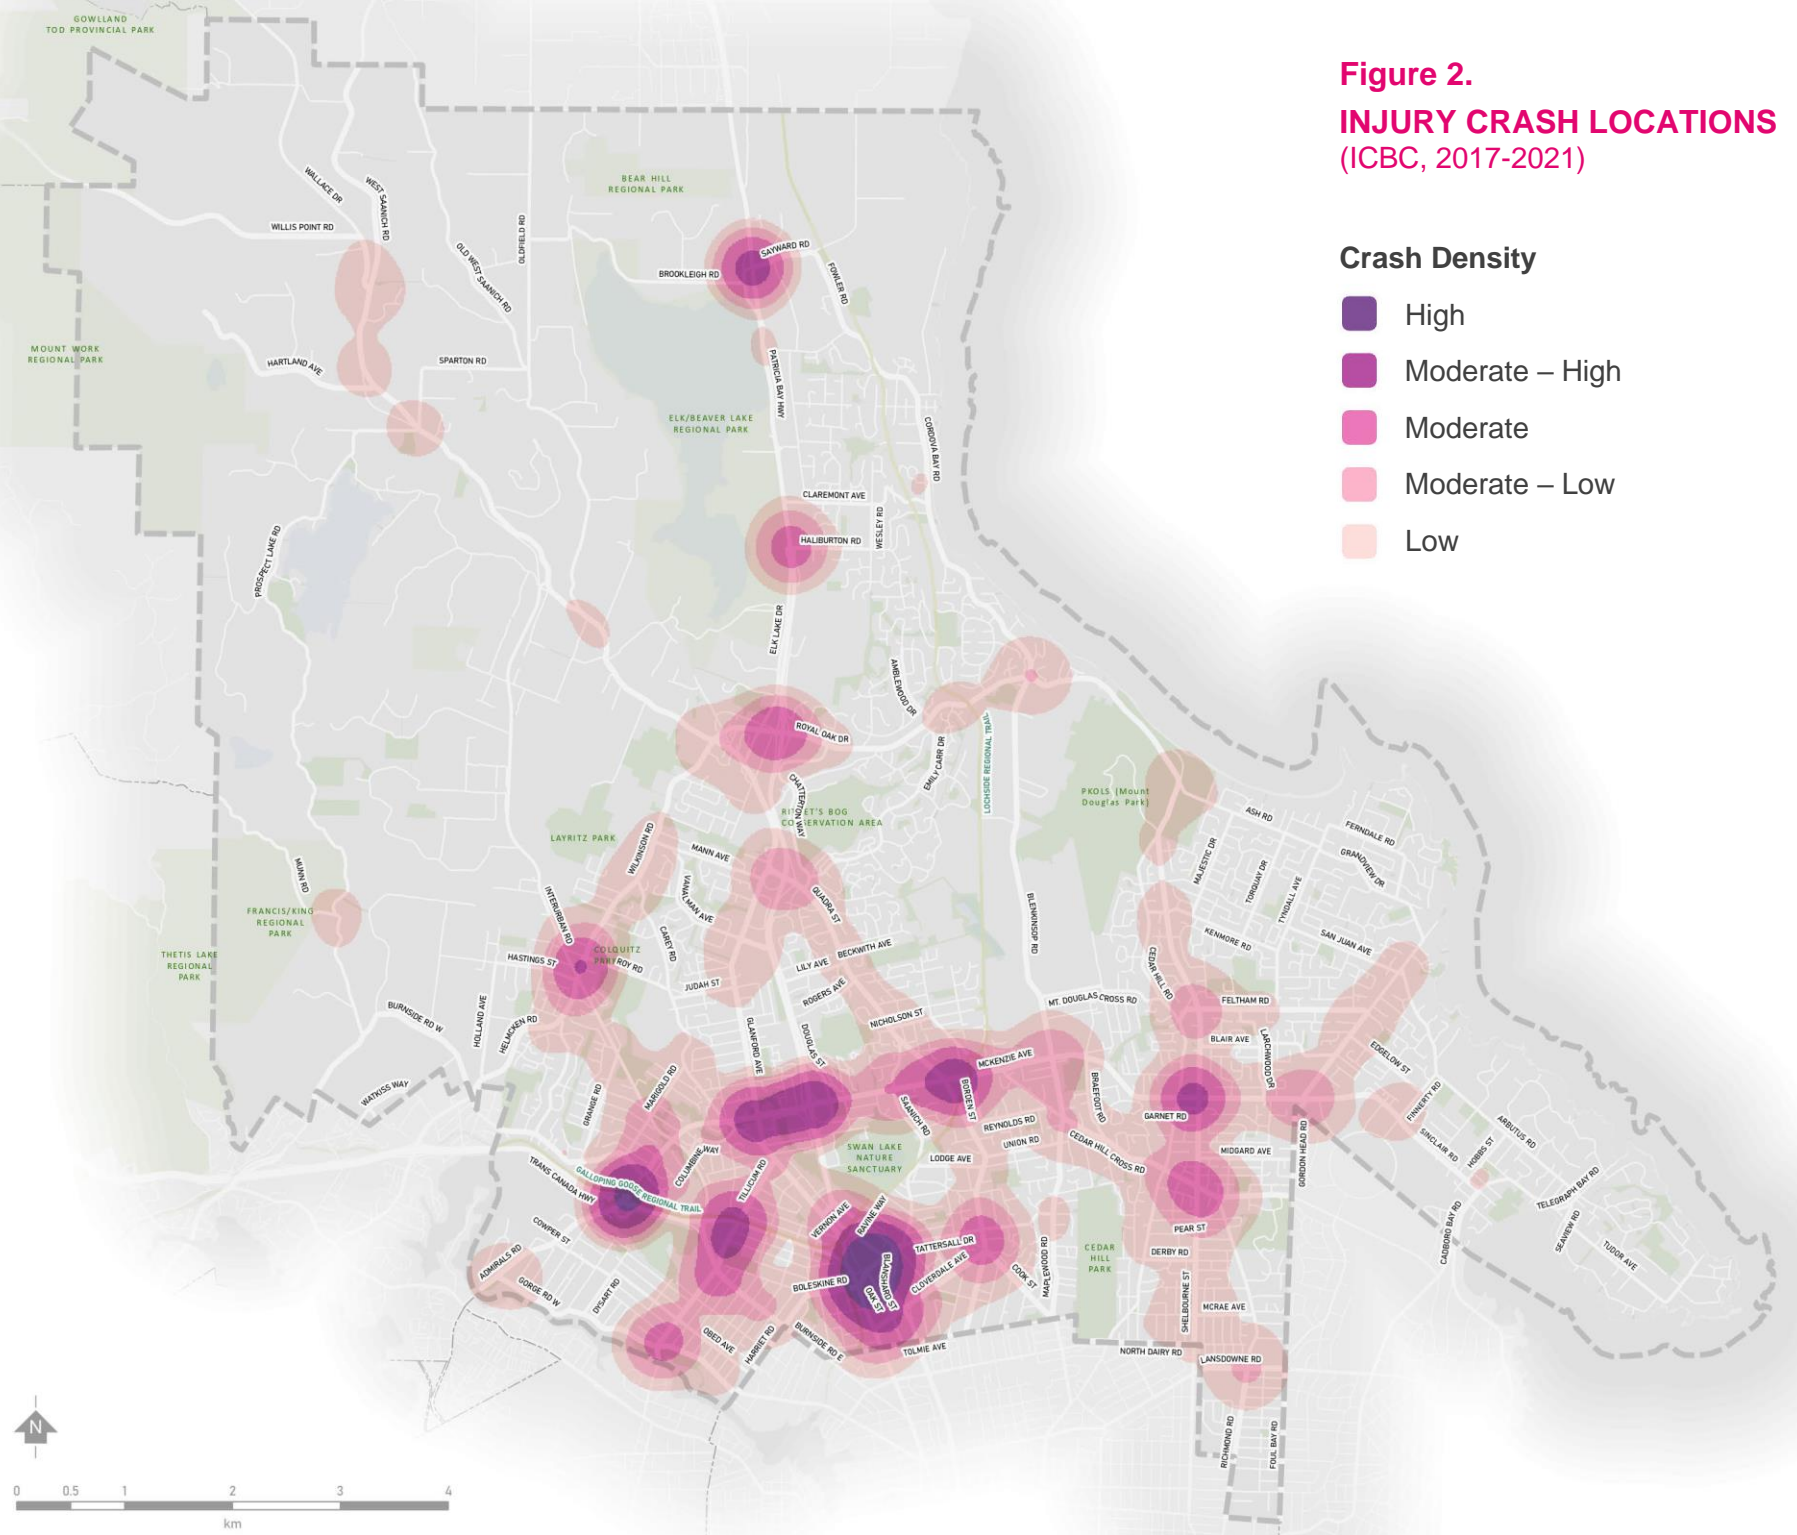 Figure 2.
INJURY CRASH LOCATIONS
(ICBC, 2017-2021)
Crash Density
High
Moderate – High
Moderate
Moderate – Low
Low
GOWLLAND
TOD PROVINCIAL PARK
WALLACE DR
WEST SAANICH RD
BEAR HILL
REGIONAL PARK
WILLIS POINT RD
OLDFIELD RD
OLD WEST SAANICH RD
SAYWARD RD
BROOKLEIGH RD
FOWLER RD
MOUNT WORK
REGIONAL PARK
HARTLAND AVE
SPARTON RD
PATRICIA BAY HWY
ELK/BEAVER LAKE
REGIONAL PARK
CORDOVA BAY RD
CLAREMONT AVE
WESLEY RD
HALIBURTON RD
PROSPECT LAKE RD
ELK LAKE DR
AMBLEWOOD DR
ROYAL OAK DR
EMILY CARR DR
LOCHSIDE REGIONAL TRAIL
CHATTERTON WAY
PKOLS (Mount
Douglas Park)
RITHET'S BOG
CONSERVATION AREA
ASH RD
FERNDALE RD
LAYRITZ PARK
WILKINSON RD
MANN AVE
MAJESTIC DR
GRANDVIEW DR
TORQUAY DR
TYNDALL AVE
MUNN RD
VANALMAN AVE
QUADRA ST
BLENKINSOP RD
FRANCIS/KING
REGIONAL
PARK
INTERURBAN RD
CAREY RD
KENMORE RD
SAN JUAN AVE
THETIS LAKE
REGIONAL
PARK
COLQUITZ
PARK
ROY RD
HASTINGS ST
BECKWITH AVE
LILY AVE
CEDAR HILL RD
JUDAH ST
ROGERS AVE
MT. DOUGLAS CROSS RD
FELTHAM RD
BURNSIDE RD W
HOLLAND AVE
HELMCKEN RD
GLANFORD AVE
DOUGLAS ST
NICHOLSON ST
BLAIR AVE
LARCHWOOD DR
EDGELOW ST
MCKENZIE AVE
WATKISS WAY
GRANGE RD
MARIGOLD RD
SAANICH RD
BORDEN ST
BRAEFOOT RD
GARNET RD
FINNERTY RD
REYNOLDS RD
UNION RD
CEDAR HILL CROSS RD
ARBUTUS RD
SINCLAIR RD
HOBBS ST
MIDGARD AVE
GORDON HEAD RD
SWAN LAKE
NATURE
SANCTUARY
LODGE AVE
COLUMBINE WAY
TILLICUM RD
TRANS CANADA HWY
GALLOPING GOOSE REGIONAL TRAIL
TELEGRAPH BAY RD
COWPER ST
VERNON AVE
RAVINE WAY
PEAR ST
CADBORO BAY RD
SEAVIEW RD
TUDOR AVE
ADMIRALS RD
TATTERSALL DR
MAPLEWOOD RD
CEDAR
HILL
PARK
DERBY RD
GORGE RD W
DYSART RD
BOLESKINE RD
BLANSHARD ST
OAK ST
CLOVERDALE AVE
COOK ST
SHELBOURNE ST
MCRAE AVE
OBED AVE
HARRIET RD
BURNSIDE RD E
TOLMIE AVE
NORTH DAIRY RD
LANSDOWNE RD
RICHMOND RD
FOUL BAY RD
N
0 0.5 1 2 3 4
km